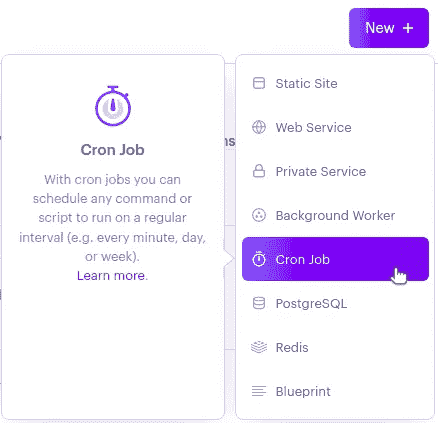 New +
Static Site
Web Service
Private Service
Background Worker
Cron Job
PostgreSQL
Redis
Blueprint
Cron Job
With cron jobs you can
schedule any command or
script to run on a regular
interval (e.g. every minute, day,
or week).
Learn more.
ns